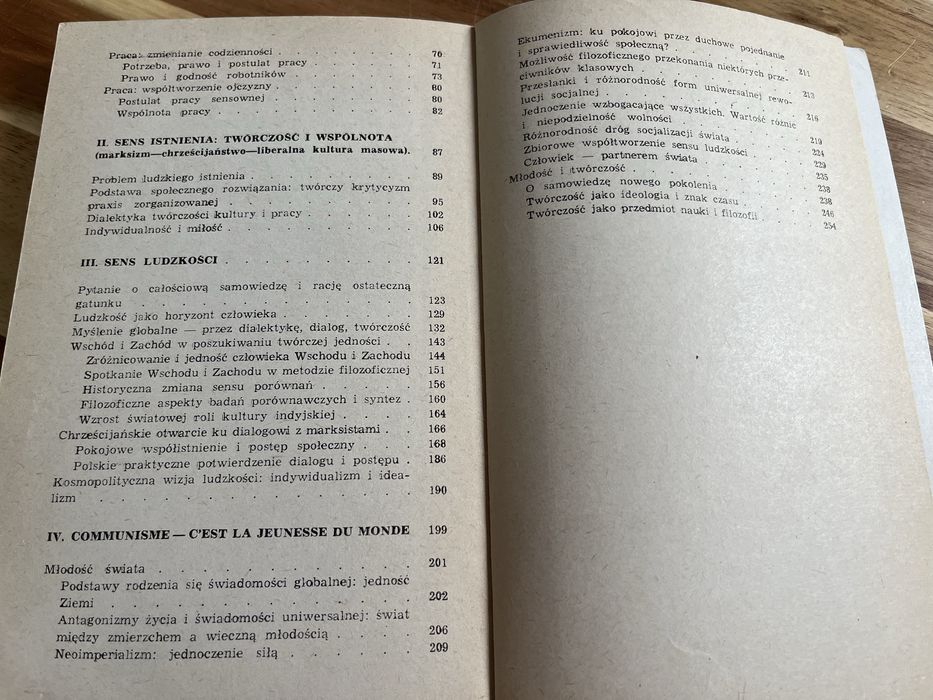 Praca: zmienianie codzienności . . . . . . . . 70
Potrzeba, prawo i postulat pracy . . . . . . 71
Prawo i godność robotników . . . . . . . 73
Praca: współtworzenie ojczyzny . . . . . . . . 80
Postulat pracy sensownej . . . . . . . . 80
Wspólnota pracy . . . . . . . . . . 82
II. SENS ISTNIENIA: TWÓRCZOŚĆ I WSPÓLNOTA
(marksizm—chrześcijaństwo—liberalna kultura masowa). 87
Problem ludzkiego istnienia . . . . . . . . 89
Podstawa społecznego rozwiązania: twórczy krytycyzm
praxis zorganizowanej . . . . . . . . . 95
Dialektyka twórczości kultury i pracy . . . . . 102
Indywidualność i miłość . . . . . . . . . 106
III. SENS LUDZKOŚCI . . . . . . . . . . 121
Pytanie o całościową samowiedzę i rację ostateczną
gatunku . . . . . . . . . . . . 123
Ludzkość jako horyzont człowieka . . . . . . 129
Myślenie globalne — przez dialektykę, dialog, twórczość 132
Wschód i Zachód w poszukiwaniu twórczej jedności . . 143
Zróżnicowanie i jedność człowieka Wschodu i Zachodu 144
Spotkanie Wschodu i Zachodu w metodzie filozoficznej 151
Historyczna zmiana sensu porównań . . . . . 156
Filozoficzne aspekty badań porównawczych i syntez . 160
Wzrost światowej roli kultury indyjskiej . . . . 164
Chrześcijańskie otwarcie ku dialogowi z marksistami . . 166
Pokojowe współistnienie i postęp społeczny . . . 168
Polskie praktyczne potwierdzenie dialogu i postępu . 186
Kosmopolityczna wizja ludzkości: indywidualizm i idea-
lizm . . . . . . . . . . . . . 190
IV. COMMUNISME — C'EST LA JEUNESSE DU MONDE 199
Młodość świata . . . . . . . . . . . 201
Podstawy rodzenia się świadomości globalnej: jedność
Ziemi . . . . . . . . . . . . . 202
Antagonizmy życia i świadomości uniwersalnej: świat
między zmierzchem a wieczną młodością . . . . 206
Neoimperializm: jednoczenie siłą . . . . . . 209
Ekumenizm: ku pokojowi przez duchowe pojednanie
i sprawiedliwość społeczną? . . . . . . . 211
Możliwość filozoficznego przekonania niektórych prze-
ciwników klasowych . . . . . . . . . 213
Przesłanki i różnorodność form uniwersalnej rewo-
lucji socjalnej . . . . . . . . . . . 216
Jednoczenie wzbogacające wszystkich. Wartość różnic
i niepodzielność wolności . . . . . . . . 219
Różnorodność dróg socjalizacji świata . . . . . 224
Zbiorowe współtworzenie sensu ludzkości . . . . 229
Człowiek — partnerem świata . . . . . . . 235
Młodość i twórczość . . . . . . . . . . 238
O samowiedzę nowego pokolenia . . . . . . 238
Twórczość jako ideologia i znak czasu . . . . . 246
Twórczość jako przedmiot nauki i filozofii . . . . 254